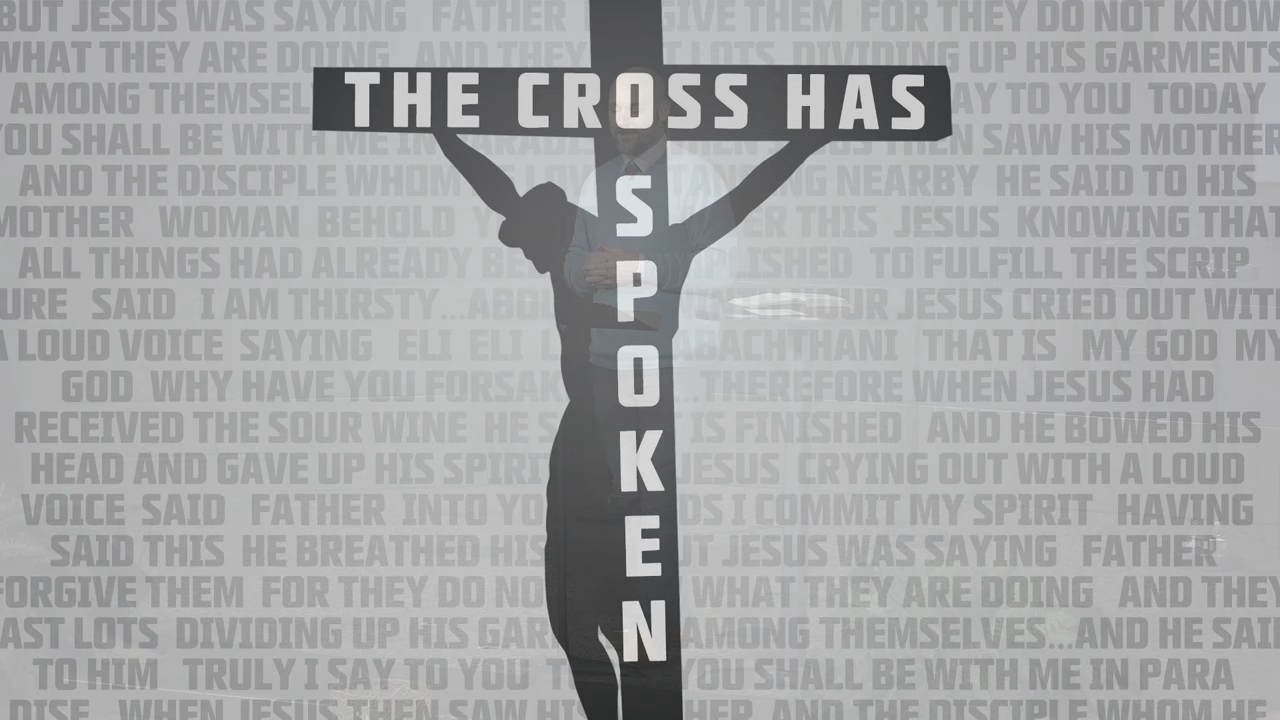 BUT JESUS WAS SAYING FATHER GIVE THEM FOR THEY DO NOT KNOW
WHAT THEY ARE DOING AND THEY LOTS DIVIDING UP HIS GARMENTS
THE CROSS HAS
AMONG TO YOU TODAY
YOU SHALL BE WITH ME IN SAW HIS MOTHER
AND THE DISCIPLE WHOM NEARBY HE SAID TO HIS
S
MOTHER WOMAN BEHOLD THIS JESUS KNOWING THAT
ALL THINGS HAD ALREADY TO FULFILL THE SCRIP
P
URE SAID I AM THIRSTY... JESUS CRIED OUT WITH
A LOUD VOICE SAYING ELI ELI THAT IS MY GOD MY
O
GOD WHY HAVE YOU ...THEREFORE WHEN JESUS HAD
RECEIVED THE SOUR WINE HE IS FINISHED AND HE BOWED HIS
K
HEAD AND GAVE UP HIS JESUS CRYING OUT WITH A LOUD
VOICE SAID FATHER INTO I COMMIT MY SPIRIT HAVING
E
SAID THIS HE BREATHED HIS JESUS WAS SAYING FATHER
FORGIVE THEM FOR THEY DO WHAT THEY ARE DOING AND THEY
N
LOTS DIVIDING UP HIS AMONG THEMSELVES...AND HE SAID
TO HIM TRULY I SAY TO YOU YOU SHALL BE WITH ME IN PARA
DISE WHEN JESUS THEN SAW HIS AND THE DISCIPLE WHOM HE